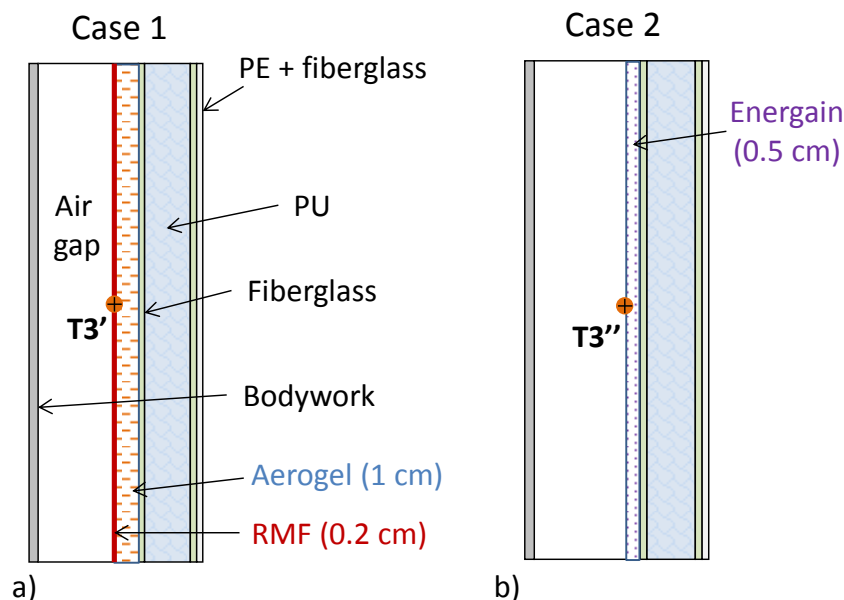 Case 1
Case 2
PE + fiberglass
Energain
(0.5 cm)
Air
gap
PU
Fiberglass
T3’
T3’’
Bodywork
Aerogel (1 cm)
RMF (0.2 cm)
a)
b)